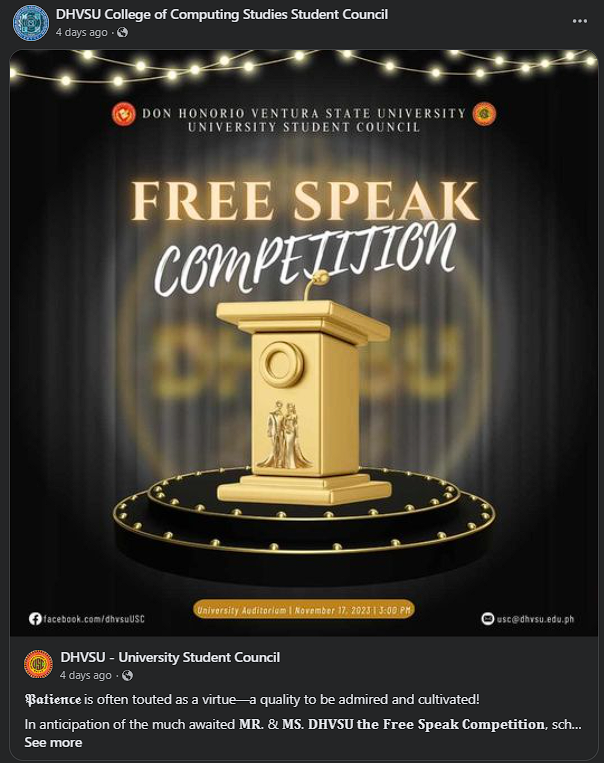 DHVSU College of Computing Studies Student Council
4 days ago ·
DON HONORIO VENTURA STATE UNIVERSITY
UNIVERSITY STUDENT COUNCIL
FREE SPEAK
COMPETITION
DHVSU
University Auditorium | November 17, 2023 | 3:00 PM
facebook.com/dhvsuUSC
usc@dhvsu.edu.ph
DHVSU - University Student Council
4 days ago ·
𝕻𝖆𝖙𝖎𝖊𝖓𝖈𝖊 is often touted as a virtue—a quality to be admired and cultivated!
In anticipation of the much awaited 𝐌𝐑. & 𝐌𝐒. 𝐃𝐇𝐕𝐒𝐔 𝐭𝐡𝐞 𝐅𝐫𝐞𝐞 𝐒𝐩𝐞𝐚𝐤 𝐂𝐨𝐦𝐩𝐞𝐭𝐢𝐭𝐢𝐨𝐧, sch...
See more